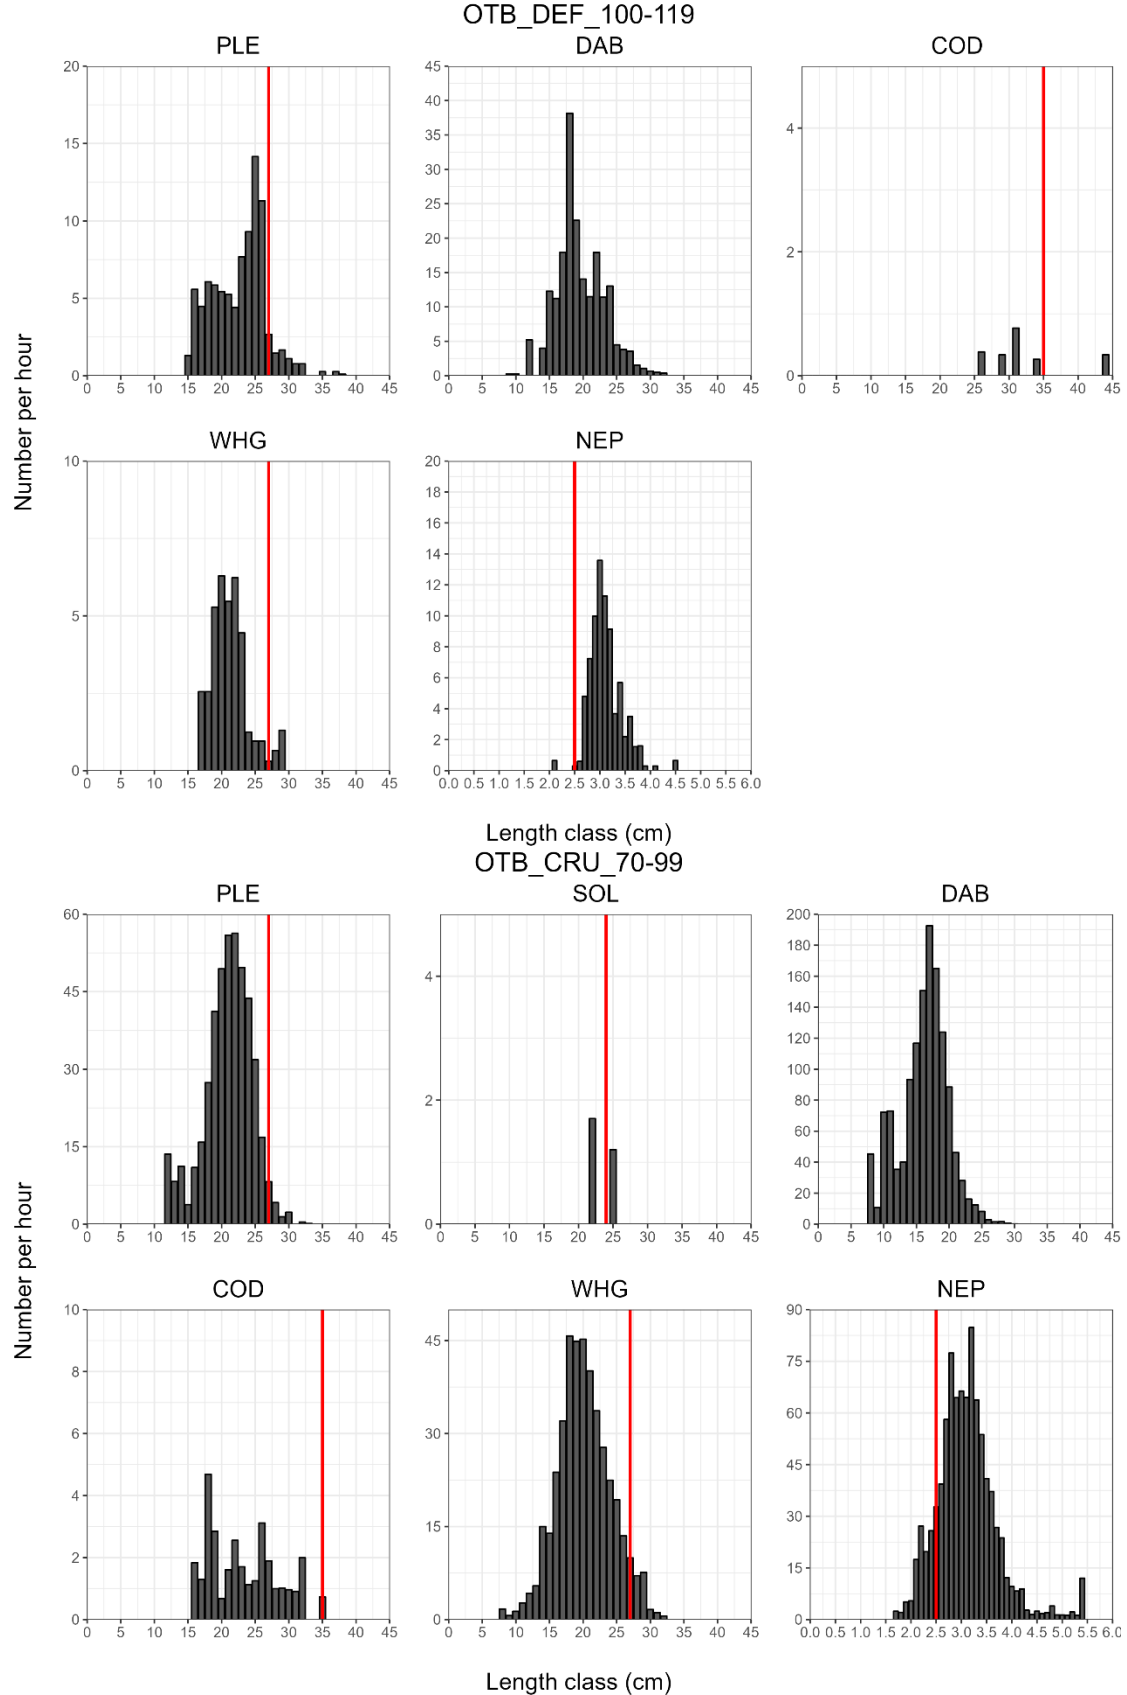 OTB_DEF_100-119
PLE DAB COD
20 15 10 5 0
0 5 10 15 20 25 30 35 40 45
45 40 35 30 25 20 15 10 5 0
0 5 10 15 20 25 30 35 40 45
4 2 0
0 5 10 15 20 25 30 35 40 45
Number per hour
WHG NEP
10 5 0
0 5 10 15 20 25 30 35 40 45
20 18 16 14 12 10 8 6 4 2 0
0.0 0.5 1.0 1.5 2.0 2.5 3.0 3.5 4.0 4.5 5.0 5.5 6.0
Length class (cm)
OTB_CRU_70-99
PLE SOL DAB
60 45 30 15 0
0 5 10 15 20 25 30 35 40 45
4 2 0
0 5 10 15 20 25 30 35 40 45
200 180 160 140 120 100 80 60 40 20 0
0 5 10 15 20 25 30 35 40 45
Number per hour
COD WHG NEP
10 8 6 4 2 0
0 5 10 15 20 25 30 35 40 45
45 30 15 0
0 5 10 15 20 25 30 35 40 45
90 75 60 45 30 15 0
0.0 0.5 1.0 1.5 2.0 2.5 3.0 3.5 4.0 4.5 5.0 5.5 6.0
Length class (cm)